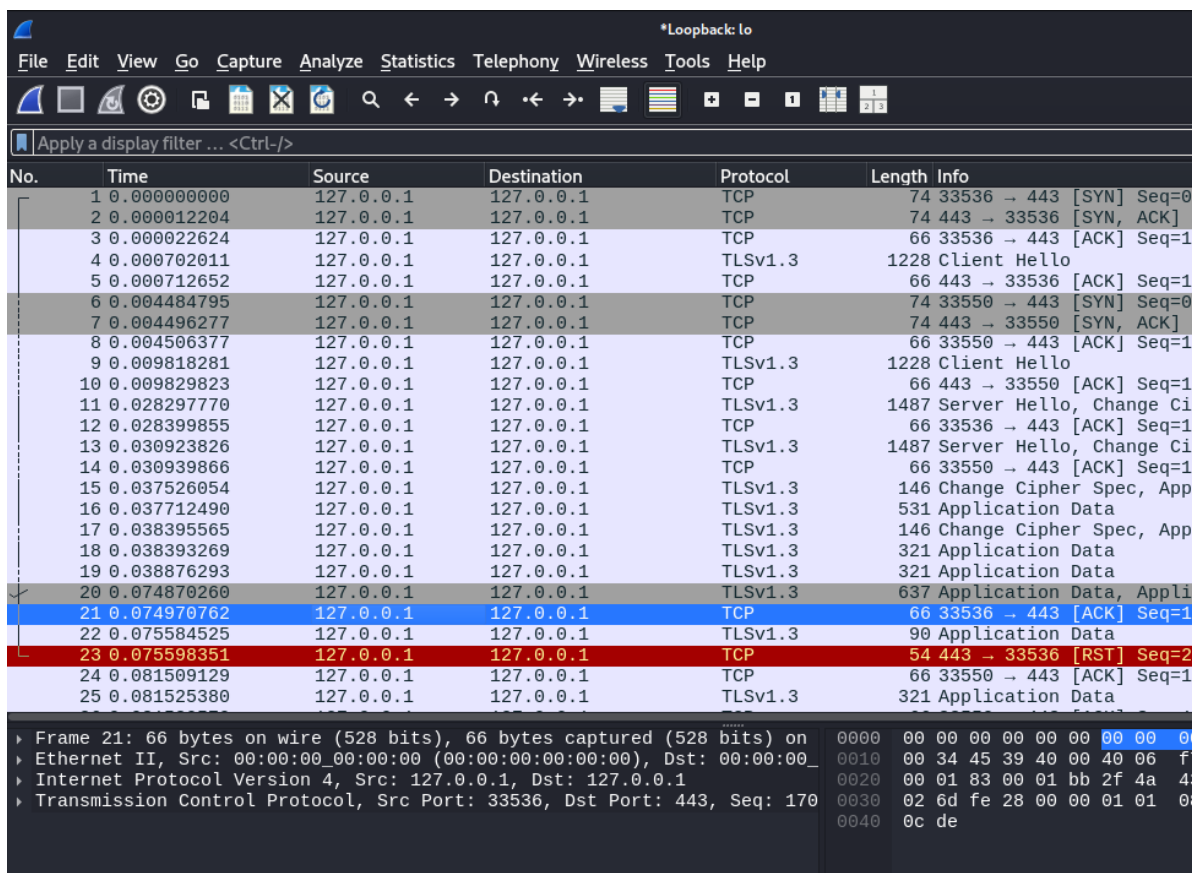 *Loopback: lo
File Edit View Go Capture Analyze Statistics Telephony Wireless Tools Help
Apply a display filter … <Ctrl-/>
No. Time Source Destination Protocol Length Info
1 0.000000000 127.0.0.1 127.0.0.1 TCP 74 33536 → 443 [SYN] Seq=0
2 0.000012204 127.0.0.1 127.0.0.1 TCP 74 443 → 33536 [SYN, ACK]
3 0.000022624 127.0.0.1 127.0.0.1 TCP 66 33536 → 443 [ACK] Seq=1
4 0.000702011 127.0.0.1 127.0.0.1 TLSv1.3 1228 Client Hello
5 0.000712652 127.0.0.1 127.0.0.1 TCP 66 443 → 33536 [ACK] Seq=1
6 0.004484795 127.0.0.1 127.0.0.1 TCP 74 33550 → 443 [SYN] Seq=0
7 0.004496277 127.0.0.1 127.0.0.1 TCP 74 443 → 33550 [SYN, ACK]
8 0.004506377 127.0.0.1 127.0.0.1 TCP 66 33550 → 443 [ACK] Seq=1
9 0.009818281 127.0.0.1 127.0.0.1 TLSv1.3 1228 Client Hello
10 0.009829823 127.0.0.1 127.0.0.1 TCP 66 443 → 33550 [ACK] Seq=1
11 0.028297770 127.0.0.1 127.0.0.1 TLSv1.3 1487 Server Hello, Change Ci
12 0.028399855 127.0.0.1 127.0.0.1 TCP 66 33536 → 443 [ACK] Seq=1
13 0.030923826 127.0.0.1 127.0.0.1 TLSv1.3 1487 Server Hello, Change Ci
14 0.030939866 127.0.0.1 127.0.0.1 TCP 66 33550 → 443 [ACK] Seq=1
15 0.037526054 127.0.0.1 127.0.0.1 TLSv1.3 146 Change Cipher Spec, App
16 0.037712490 127.0.0.1 127.0.0.1 TLSv1.3 531 Application Data
17 0.038395565 127.0.0.1 127.0.0.1 TLSv1.3 146 Change Cipher Spec, App
18 0.038393269 127.0.0.1 127.0.0.1 TLSv1.3 321 Application Data
19 0.038876293 127.0.0.1 127.0.0.1 TLSv1.3 321 Application Data
20 0.074870260 127.0.0.1 127.0.0.1 TLSv1.3 637 Application Data, Appli
21 0.074970762 127.0.0.1 127.0.0.1 TCP 66 33536 → 443 [ACK] Seq=1
22 0.075584525 127.0.0.1 127.0.0.1 TLSv1.3 90 Application Data
23 0.075598351 127.0.0.1 127.0.0.1 TCP 54 443 → 33536 [RST] Seq=2
24 0.081509129 127.0.0.1 127.0.0.1 TCP 66 33550 → 443 [ACK] Seq=1
25 0.081525380 127.0.0.1 127.0.0.1 TLSv1.3 321 Application Data
Frame 21: 66 bytes on wire (528 bits), 66 bytes captured (528 bits) on
Ethernet II, Src: 00:00:00_00:00:00 (00:00:00:00:00:00), Dst: 00:00:00_
Internet Protocol Version 4, Src: 127.0.0.1, Dst: 127.0.0.1
Transmission Control Protocol, Src Port: 33536, Dst Port: 443, Seq: 170
0000 00 00 00 00 00 00 00 00
0010 00 34 45 39 40 00 40 06
0020 00 01 83 00 01 bb 2f 4a
0030 02 6d fe 28 00 00 01 01
0040 0c de